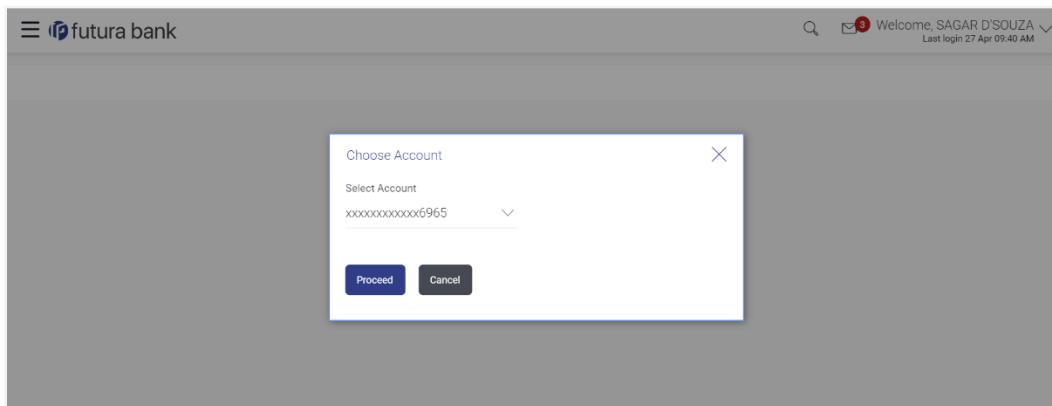 futura bank
3
Welcome, SAGAR D'SOUZA
Last login 27 Apr 09:40 AM
Choose Account
Select Account
xxxxxxxxxxxx6965
Proceed Cancel